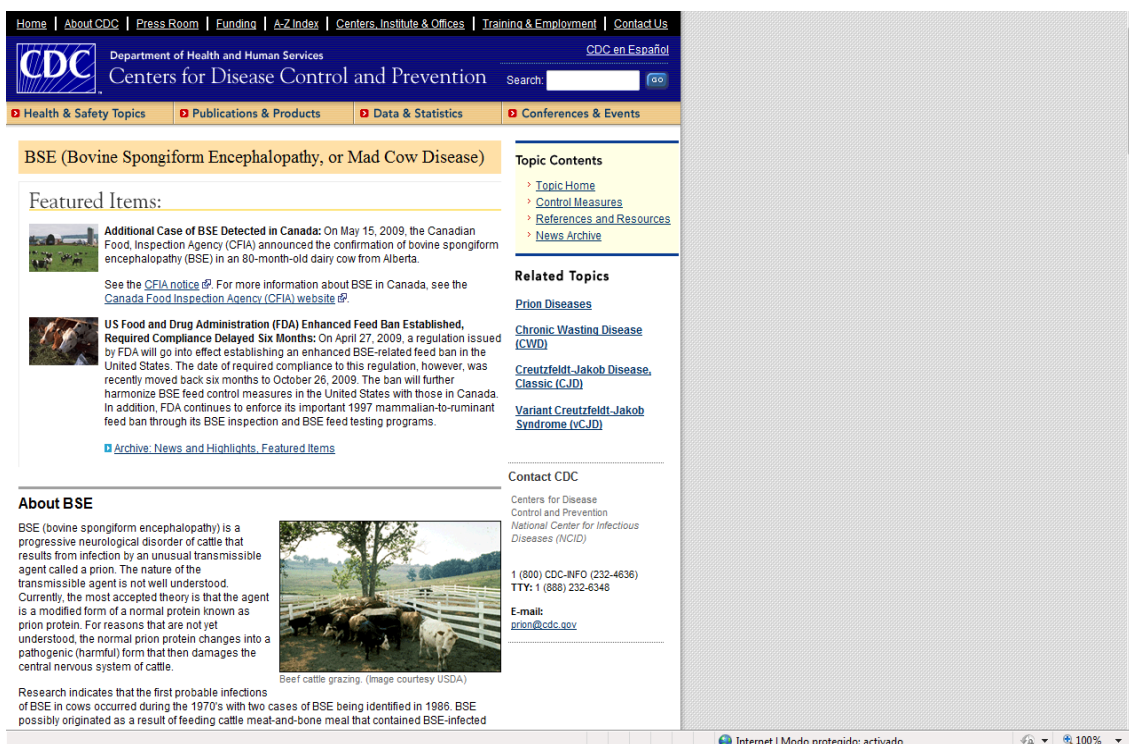 Home | About CDC | Press Room | Funding | A-Z Index | Centers, Institute & Offices | Training & Employment | Contact Us
CDC
Department of Health and Human Services
Centers for Disease Control and Prevention
CDC en Español
Search: GO
Health & Safety Topics
Publications & Products
Data & Statistics
Conferences & Events
BSE (Bovine Spongiform Encephalopathy, or Mad Cow Disease)
Featured Items:
Additional Case of BSE Detected in Canada: On May 15, 2009, the Canadian
Food, Inspection Agency (CFIA) announced the confirmation of bovine spongiform
encephalopathy (BSE) in an 80-month-old dairy cow from Alberta.
See the CFIA notice. For more information about BSE in Canada, see the
Canada Food Inspection Agency (CFIA) website.
US Food and Drug Administration (FDA) Enhanced Feed Ban Established,
Required Compliance Delayed Six Months: On April 27, 2009, a regulation issued
by FDA will go into effect establishing an enhanced BSE-related feed ban in the
United States. The date of required compliance to this regulation, however, was
recently moved back six months to October 26, 2009. The ban will further
harmonize BSE feed control measures in the United States with those in Canada.
In addition, FDA continues to enforce its important 1997 mammalian-to-ruminant
feed ban through its BSE inspection and BSE feed testing programs.
Archive: News and Highlights, Featured Items
About BSE
BSE (bovine spongiform encephalopathy) is a
progressive neurological disorder of cattle that
results from infection by an unusual transmissible
agent called a prion. The nature of the
transmissible agent is not well understood.
Currently, the most accepted theory is that the agent
is a modified form of a normal protein known as
prion protein. For reasons that are not yet
understood, the normal prion protein changes into a
pathogenic (harmful) form that then damages the
central nervous system of cattle.
Beef cattle grazing. (Image courtesy USDA)
Research indicates that the first probable infections
of BSE in cows occurred during the 1970's with two cases of BSE being identified in 1986. BSE
possibly originated as a result of feeding cattle meat-and-bone meal that contained BSE-infected
Topic Contents
Topic Home
Control Measures
References and Resources
News Archive
Related Topics
Prion Diseases
Chronic Wasting Disease
(CWD)
Creutzfeldt-Jakob Disease,
Classic (CJD)
Variant Creutzfeldt-Jakob
Syndrome (vCJD)
Contact CDC
Centers for Disease
Control and Prevention
National Center for Infectious
Diseases (NCID)
1 (800) CDC-INFO (232-4636)
TTY: 1 (888) 232-6348
E-mail:
prion@cdc.gov
Internet | Modo protegido: activado
100%